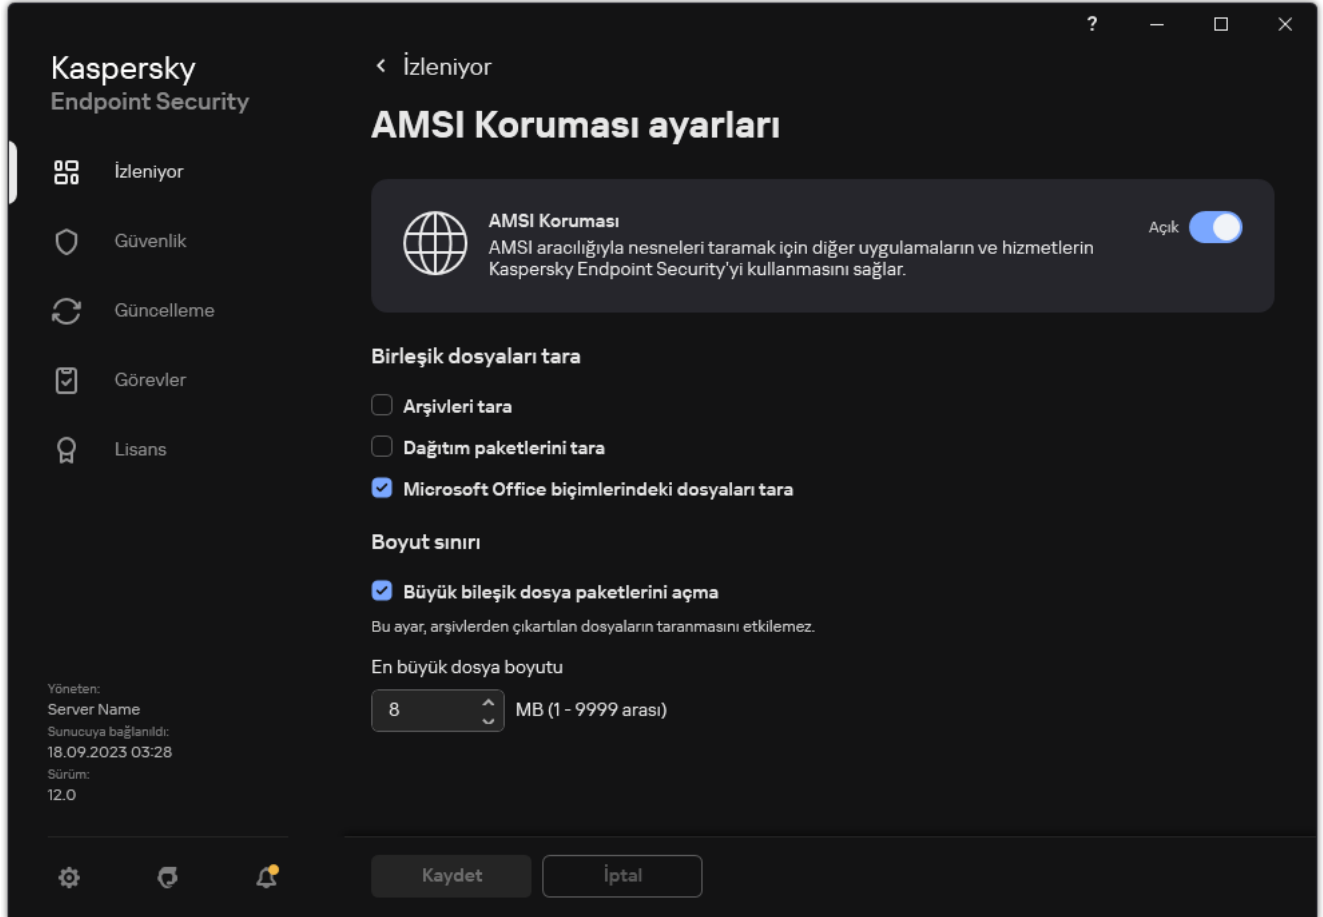 ?
Kaspersky
Endpoint Security
İzleniyor
Güvenlik
Güncelleme
Görevler
Lisans
Yöneten:
Server Name
Sunucuya bağlanıldı:
18.09.2023 03:28
Sürüm:
12.0
İzleniyor
AMSI Koruması ayarları
AMSI Koruması
AMSI aracılığıyla nesneleri taramak için diğer uygulamaların ve hizmetlerin
Kaspersky Endpoint Security'yi kullanmasını sağlar.
Açık
Birleşik dosyaları tara
Arşivleri tara
Dağıtım paketlerini tara
Microsoft Office biçimlerindeki dosyaları tara
Boyut sınırı
Büyük bileşik dosya paketlerini açma
Bu ayar, arşivlerden çıkartılan dosyaların taranmasını etkilemez.
En büyük dosya boyutu
8 MB (1 - 9999 arası)
Kaydet
İptal